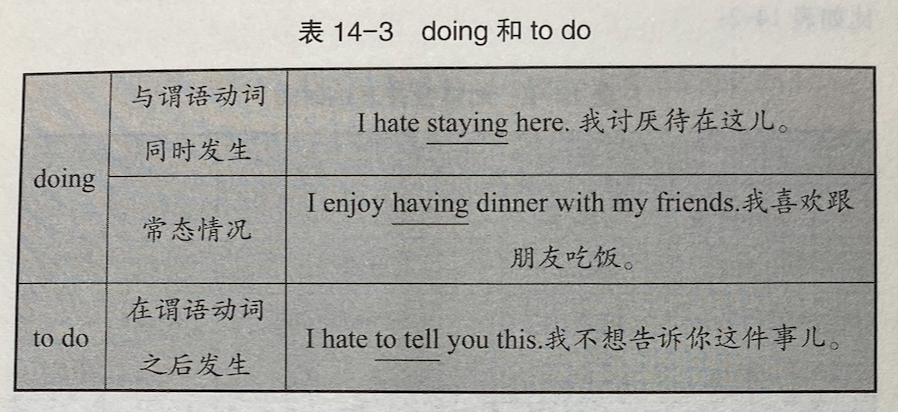 表 14-3 doing 和 to do
doing
与谓语动词
同时发生
I hate staying here. 我讨厌待在这儿。
常态情况
I enjoy having dinner with my friends.我喜欢跟
朋友吃饭。
to do
在谓语动词
之后发生
I hate to tell you this.我不想告诉你这件事儿。